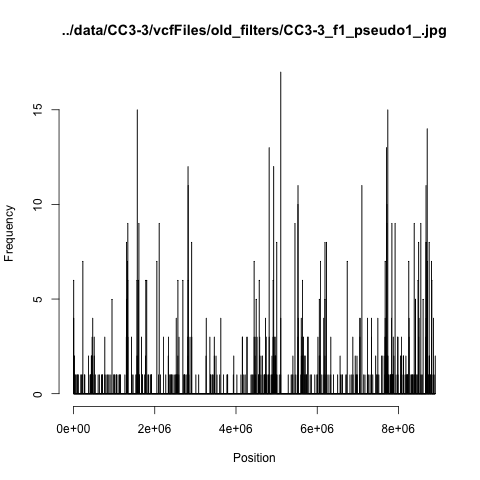 ../data/CC3-3/vcfFiles/old_filters/CC3-3_f1_pseudo1_.jpg
15
10
5
0
Frequency
0e+00 2e+06 4e+06 6e+06 8e+06
Position